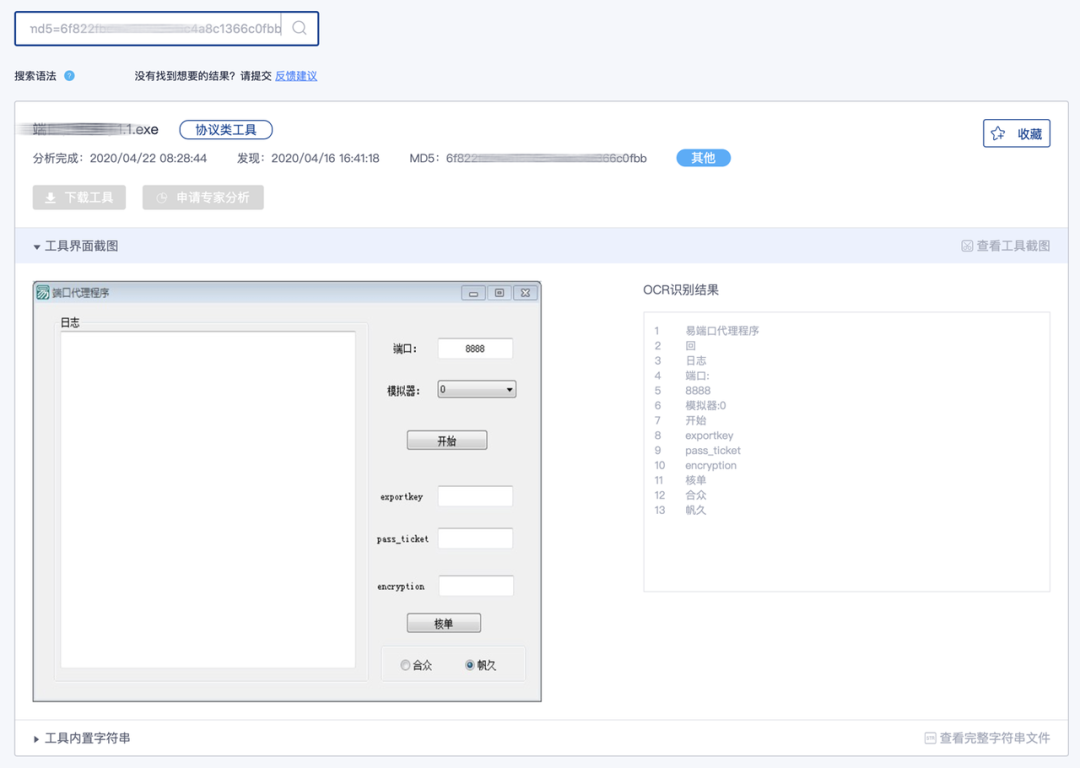 md5=6f822fb c4a8c1366c0fbb
搜索语法 ? 没有找到想要的结果？请提交 反馈建议
端 1.1.exe 协议类工具 收藏
分析完成：2020/04/22 08:28:44 发现：2020/04/16 16:41:18 MD5：6f822 66c0fbb 其他
下载工具 申请专家分析
工具界面截图 查看工具截图
端口代理程序
日志
端口： 8888
模拟器： 0
开始
exportkey
pass_ticket
encryption
核单
合众 帆久
OCR识别结果
1 易端口代理程序
2 回
3 日志
4 端口:
5 8888
6 模拟器:0
7 开始
8 exportkey
9 pass_ticket
10 encryption
11 核单
12 合众
13 帆久
工具内置字符串 查看完整字符串文件